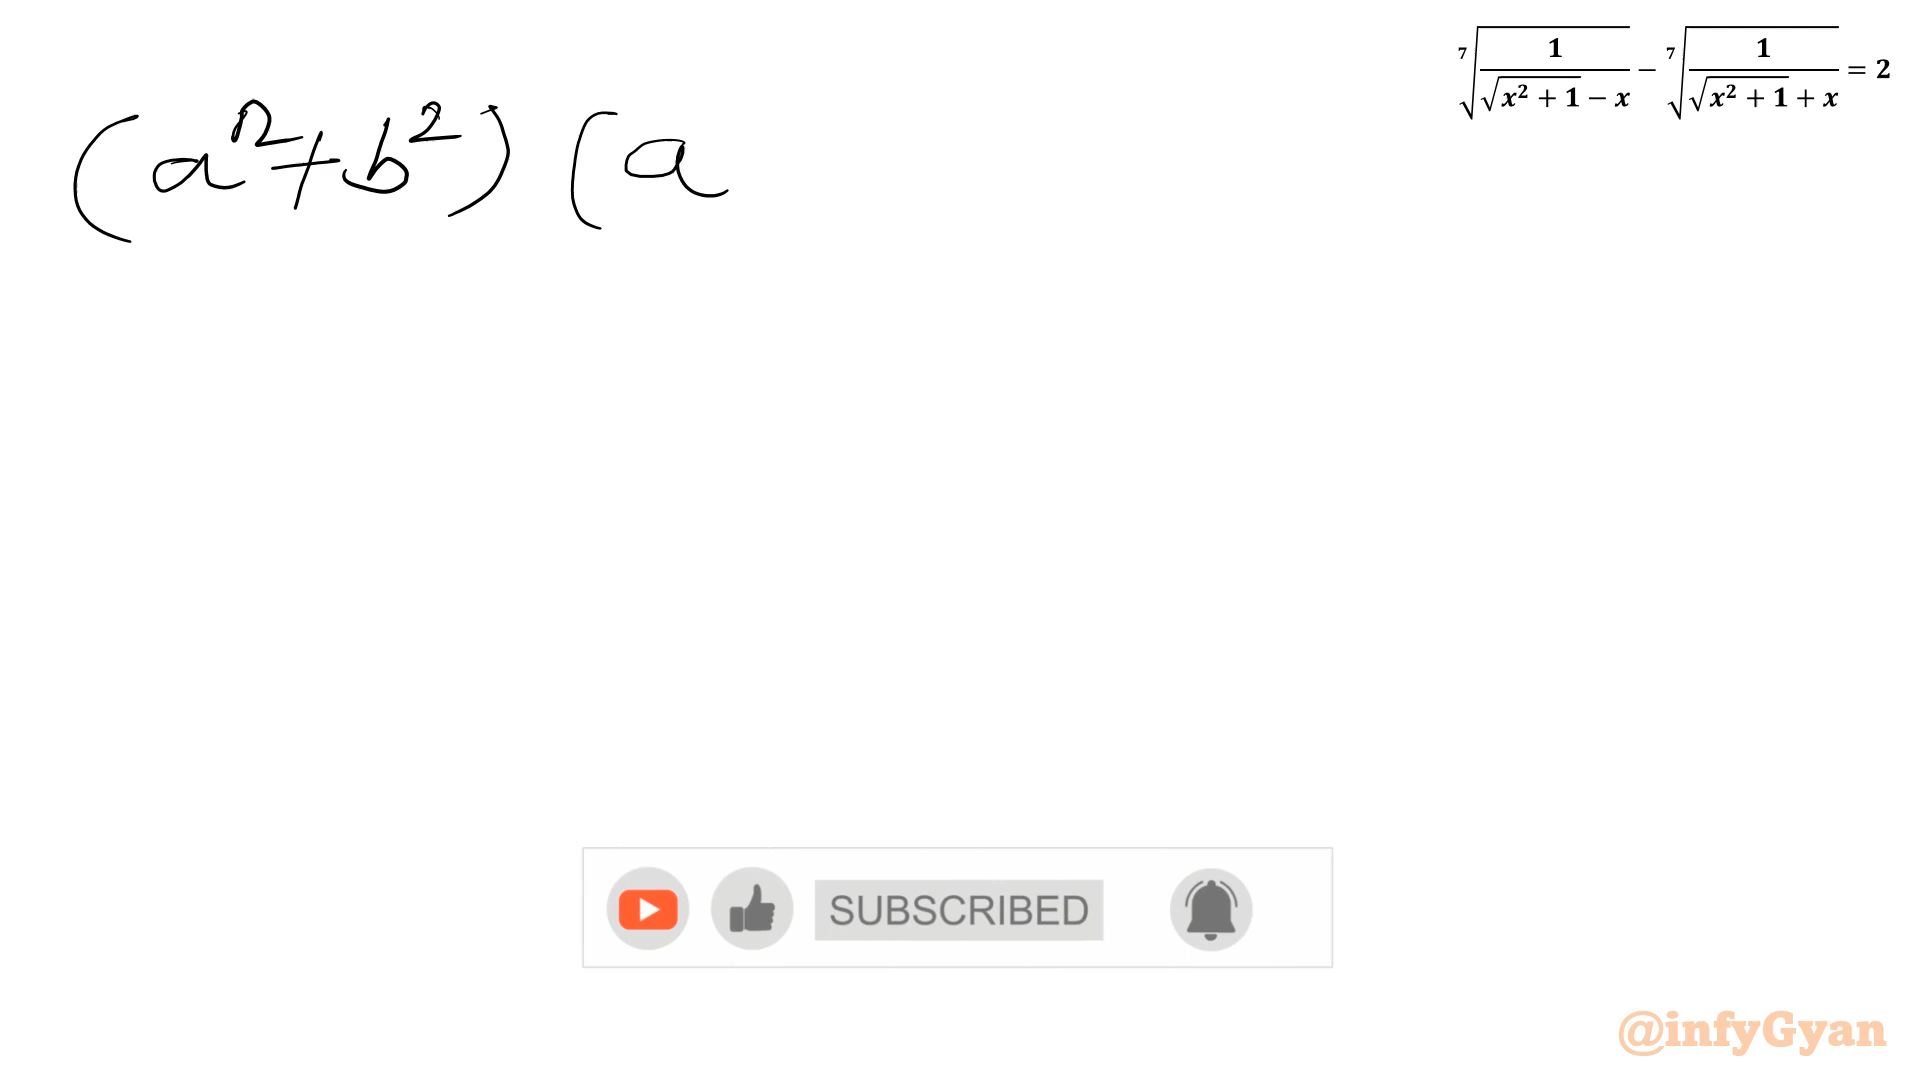 ⁷√(1/(√(x² + 1) − x)) − ⁷√(1/(√(x² + 1) + x)) = 2
(a² + b²) (a
SUBSCRIBED
@infyGyan